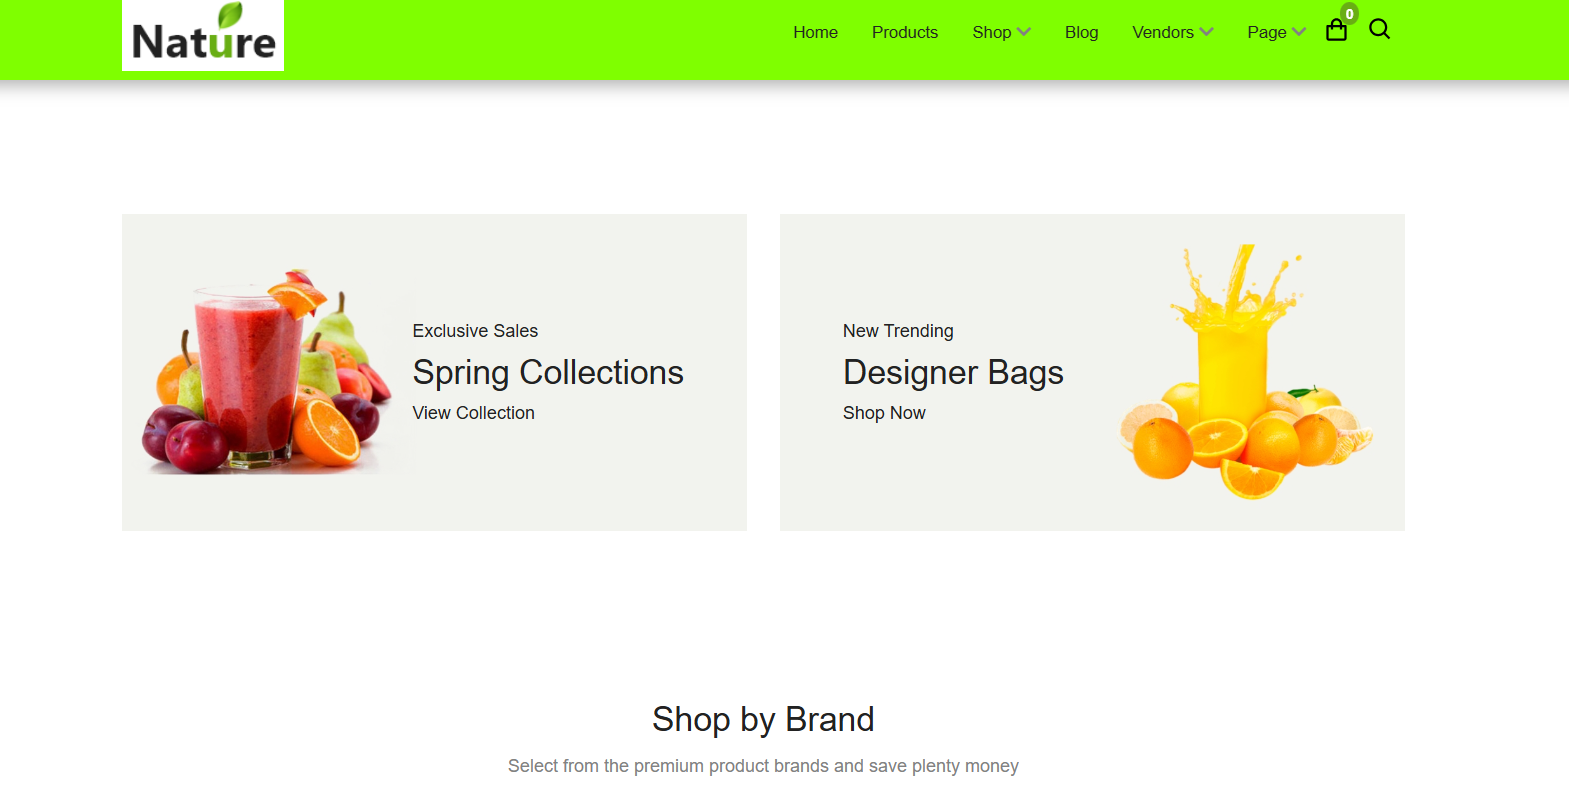 Nature
Home Products Shop Blog Vendors Page 0
Exclusive Sales
Spring Collections
View Collection
New Trending
Designer Bags
Shop Now
Shop by Brand
Select from the premium product brands and save plenty money